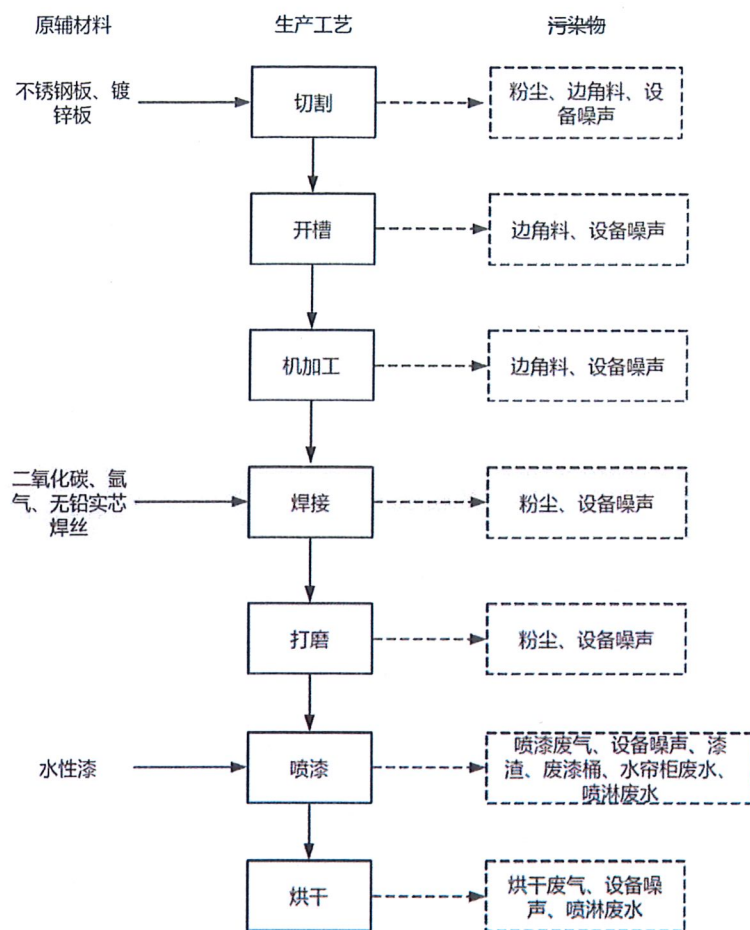 原辅材料
生产工艺
污染物
不锈钢板、镀
锌板
切割
粉尘、边角料、设
备噪声
开槽
边角料、设备噪声
机加工
边角料、设备噪声
二氧化碳、氩
气、无铅实芯
焊丝
焊接
粉尘、设备噪声
打磨
粉尘、设备噪声
水性漆
喷漆
喷漆废气、设备噪声、漆
渣、废漆桶、水帘柜废水、
喷淋废水
烘干
烘干废气、设备噪
声、喷淋废水